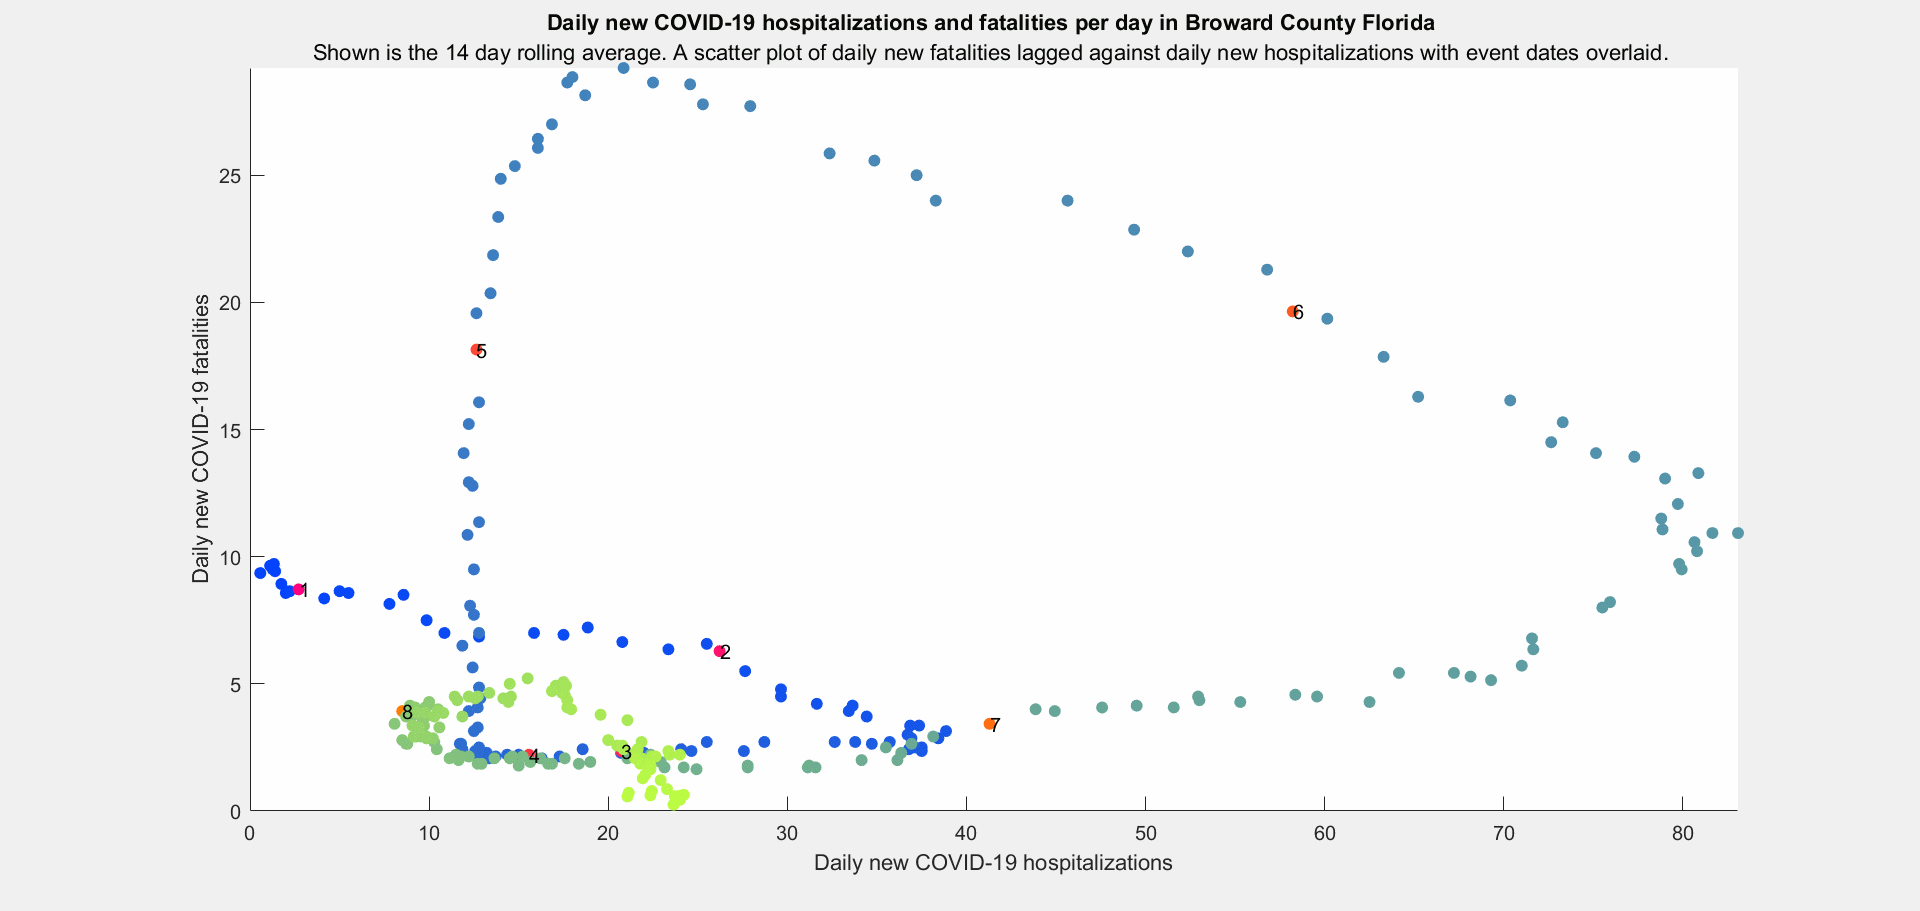 Daily new COVID-19 hospitalizations and fatalities per day in Broward County Florida
Shown is the 14 day rolling average. A scatter plot of daily new fatalities lagged against daily new hospitalizations with event dates overlaid.
Daily new COVID-19 fatalities
25
20
15
10
5
0
6
5
1
2
7
8
3
4
0 10 20 30 40 50 60 70 80
Daily new COVID-19 hospitalizations